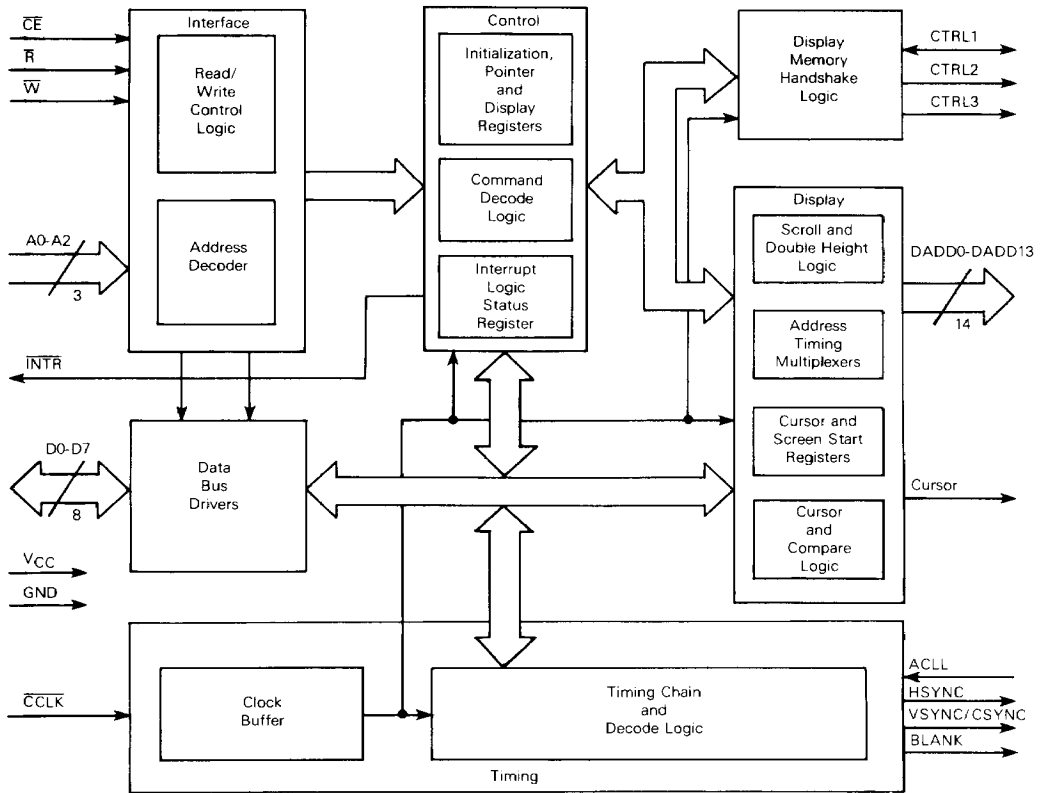 C̅E̅
R̅
W̅
A0-A2
3
I̅N̅T̅R̅
D0-D7
8
VCC
GND
C̅C̅L̅K̅
Interface
Read/
Write
Control
Logic
Address
Decoder
Data
Bus
Drivers
Control
Initialization,
Pointer
and
Display
Registers
Command
Decode
Logic
Interrupt
Logic
Status
Register
Display
Memory
Handshake
Logic
CTRL1
CTRL2
CTRL3
Display
Scroll and
Double Height
Logic
Address
Timing
Multiplexers
Cursor and
Screen Start
Registers
Cursor
and
Compare
Logic
DADD0-DADD13
14
Cursor
Clock
Buffer
Timing Chain
and
Decode Logic
Timing
ACLL
HSYNC
VSYNC/CSYNC
BLANK